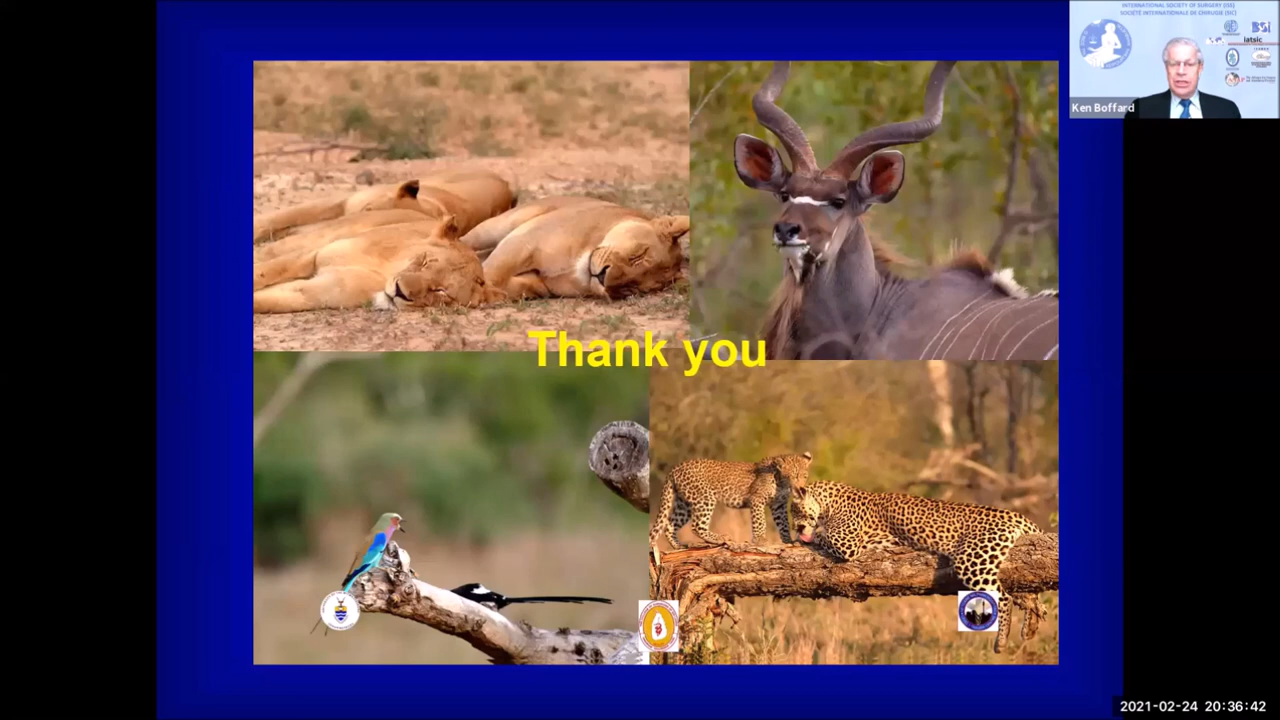 INTERNATIONAL SOCIETY OF SURGERY (ISS)
SOCIÉTÉ INTERNATIONALE DE CHIRUGIE (SIC)
iatsic
Ken Boffard
Thank you
2021-02-24 20:36:42